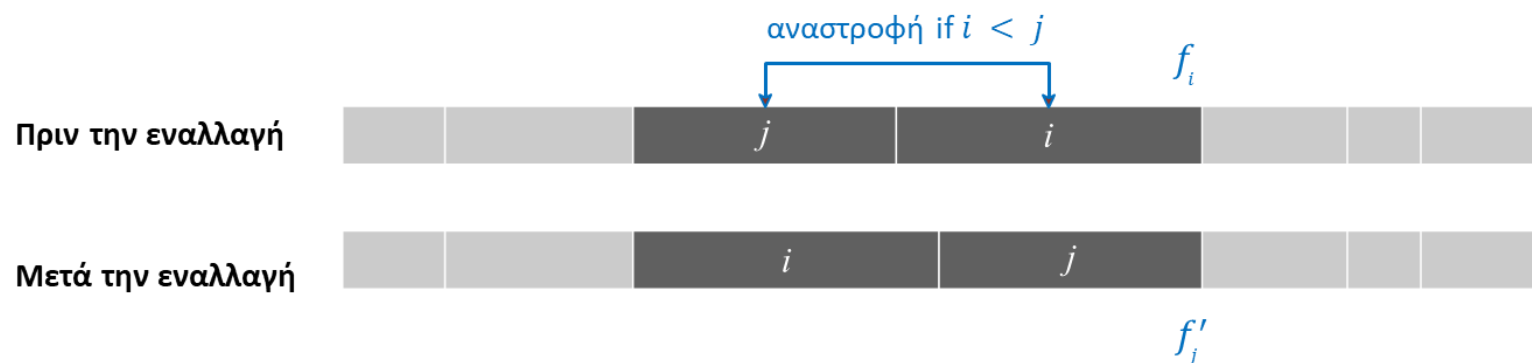 αναστροφή if i < j
f_i
Πριν την εναλλαγή
j i
Μετά την εναλλαγή
i j
f'_j